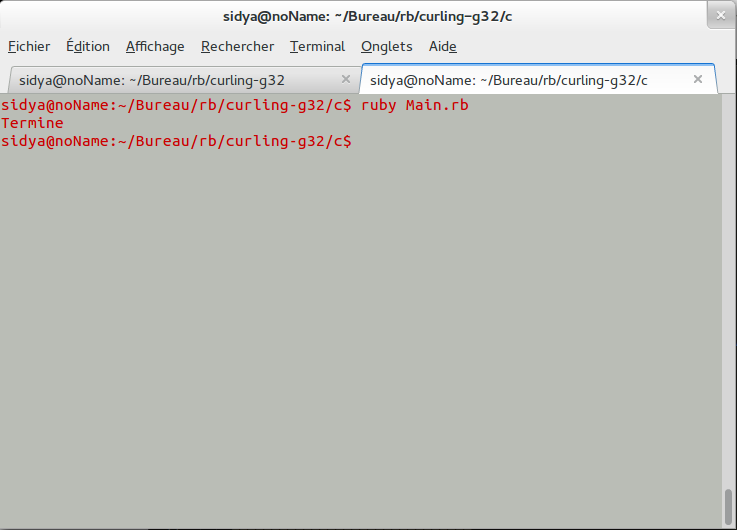 sidya@noName: ~/Bureau/rb/curling-g32/c
Fichier Édition Affichage Rechercher Terminal Onglets Aide
sidya@noName: ~/Bureau/rb/curling-g32 sidya@noName: ~/Bureau/rb/curling-g32/c
sidya@noName:~/Bureau/rb/curling-g32/c$ ruby Main.rb
Termine
sidya@noName:~/Bureau/rb/curling-g32/c$